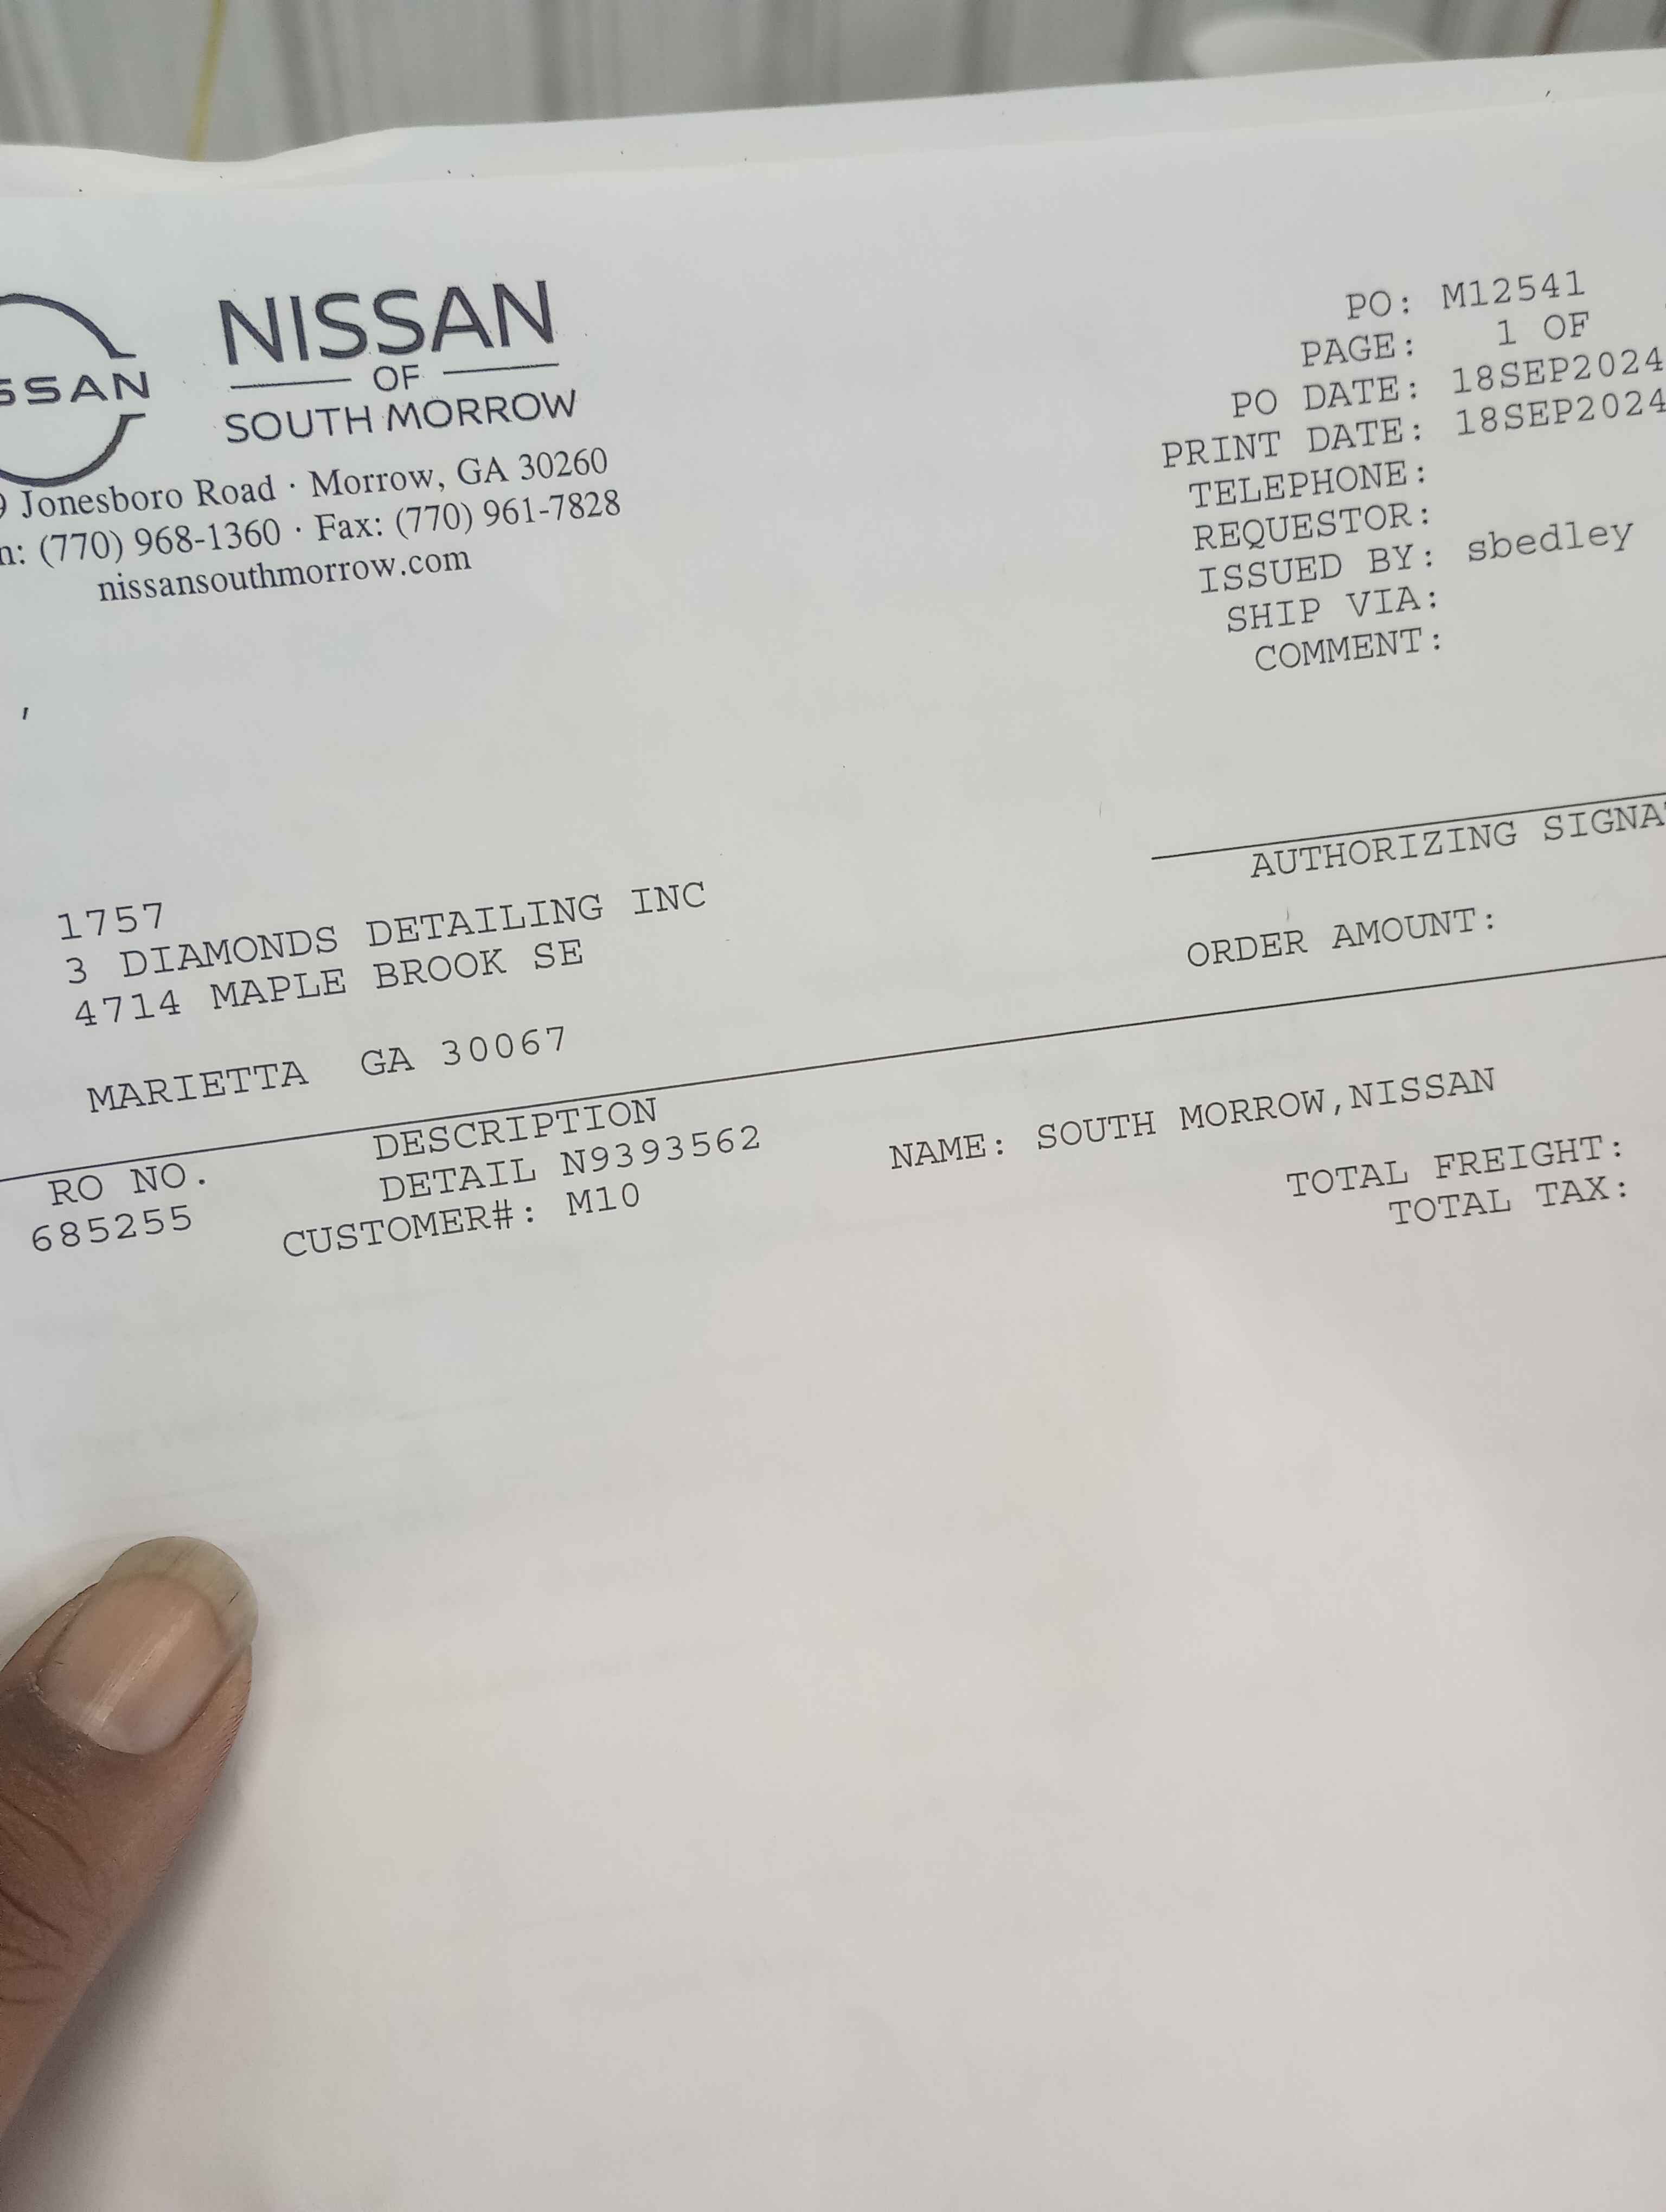 NISSAN
OF
SOUTH MORROW
Jonesboro Road · Morrow, GA 30260
(770) 968-1360 · Fax: (770) 961-7828
nissansouthmorrow.com
PO: M12541
PAGE: 1 OF
PO DATE: 18SEP2024
PRINT DATE: 18SEP2024
TELEPHONE:
REQUESTOR:
ISSUED BY: sbedley
SHIP VIA:
COMMENT:
AUTHORIZING
ORDER AMOUNT:
1757
3 DIAMONDS DETAILING INC
4714 MAPLE BROOK SE
MARIETTA GA 30067
RO NO. DESCRIPTION
685255 DETAIL N9393562
CUSTOMER#: M10 NAME: SOUTH MORROW,NISSAN
TOTAL FREIGHT:
TOTAL TAX: